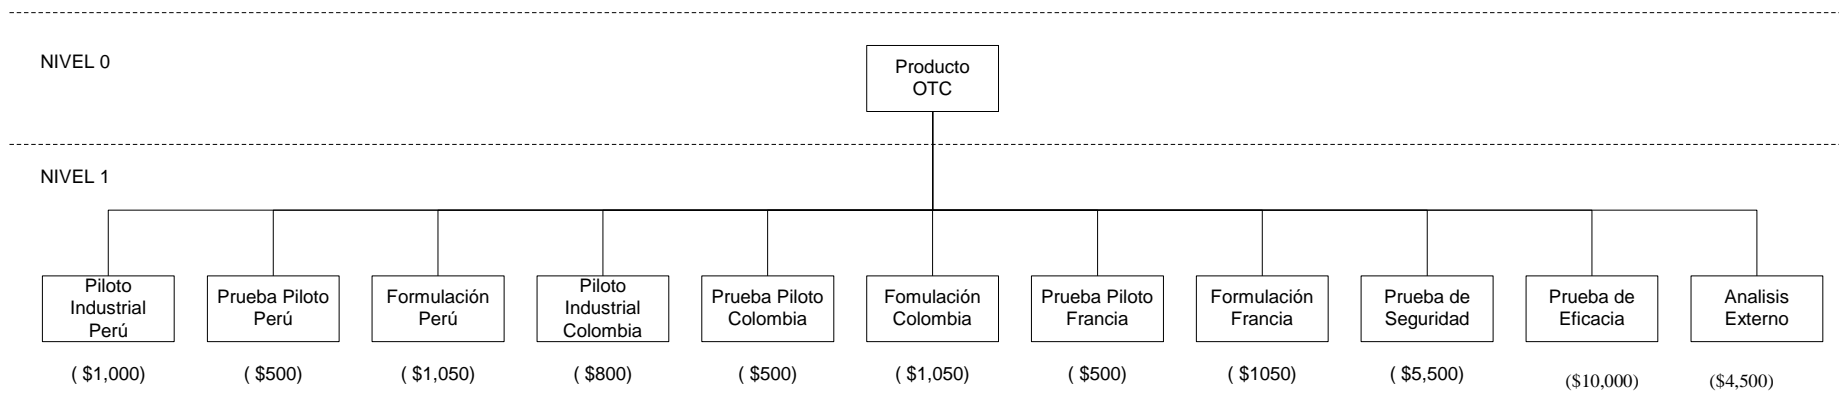 NIVEL 0
Producto
OTC
NIVEL 1
Piloto
Industrial
Perú
Prueba Piloto
Perú
Formulación
Perú
Piloto
Industrial
Colombia
Prueba Piloto
Colombia
Fomulación
Colombia
Prueba Piloto
Francia
Formulación
Francia
Prueba de
Seguridad
Prueba de
Eficacia
Analisis
Externo
( $1,000)
( $500)
( $1,050)
( $800)
( $500)
( $1,050)
( $500)
( $1050)
( $5,500)
($10,000)
($4,500)